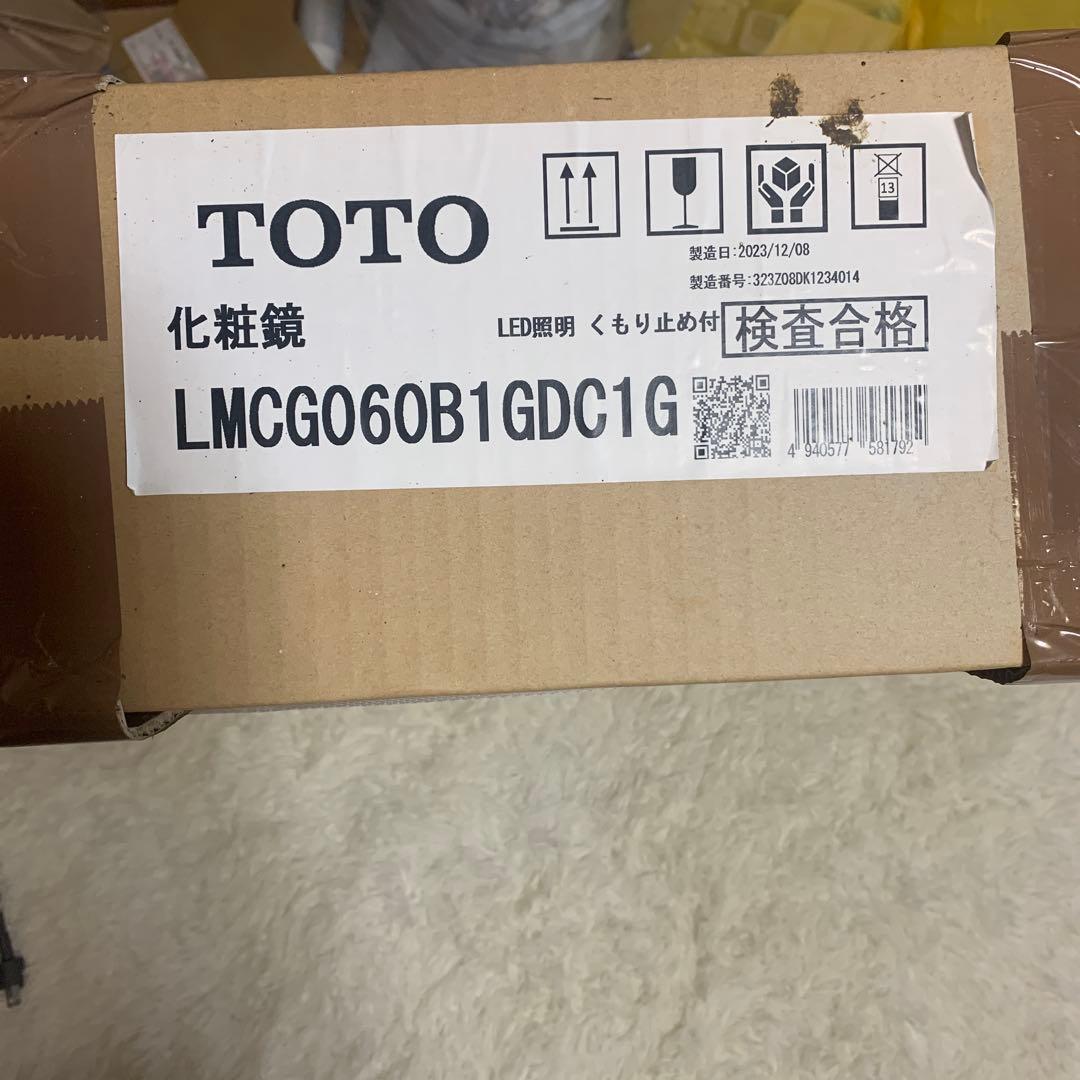 TOTO
13
製造日:2023/12/08
製造番号:323Z08DK1234014
化粧鏡
LED照明 くもり止め付
検査合格
LMCG060B1GDC1G
4 940577 581792